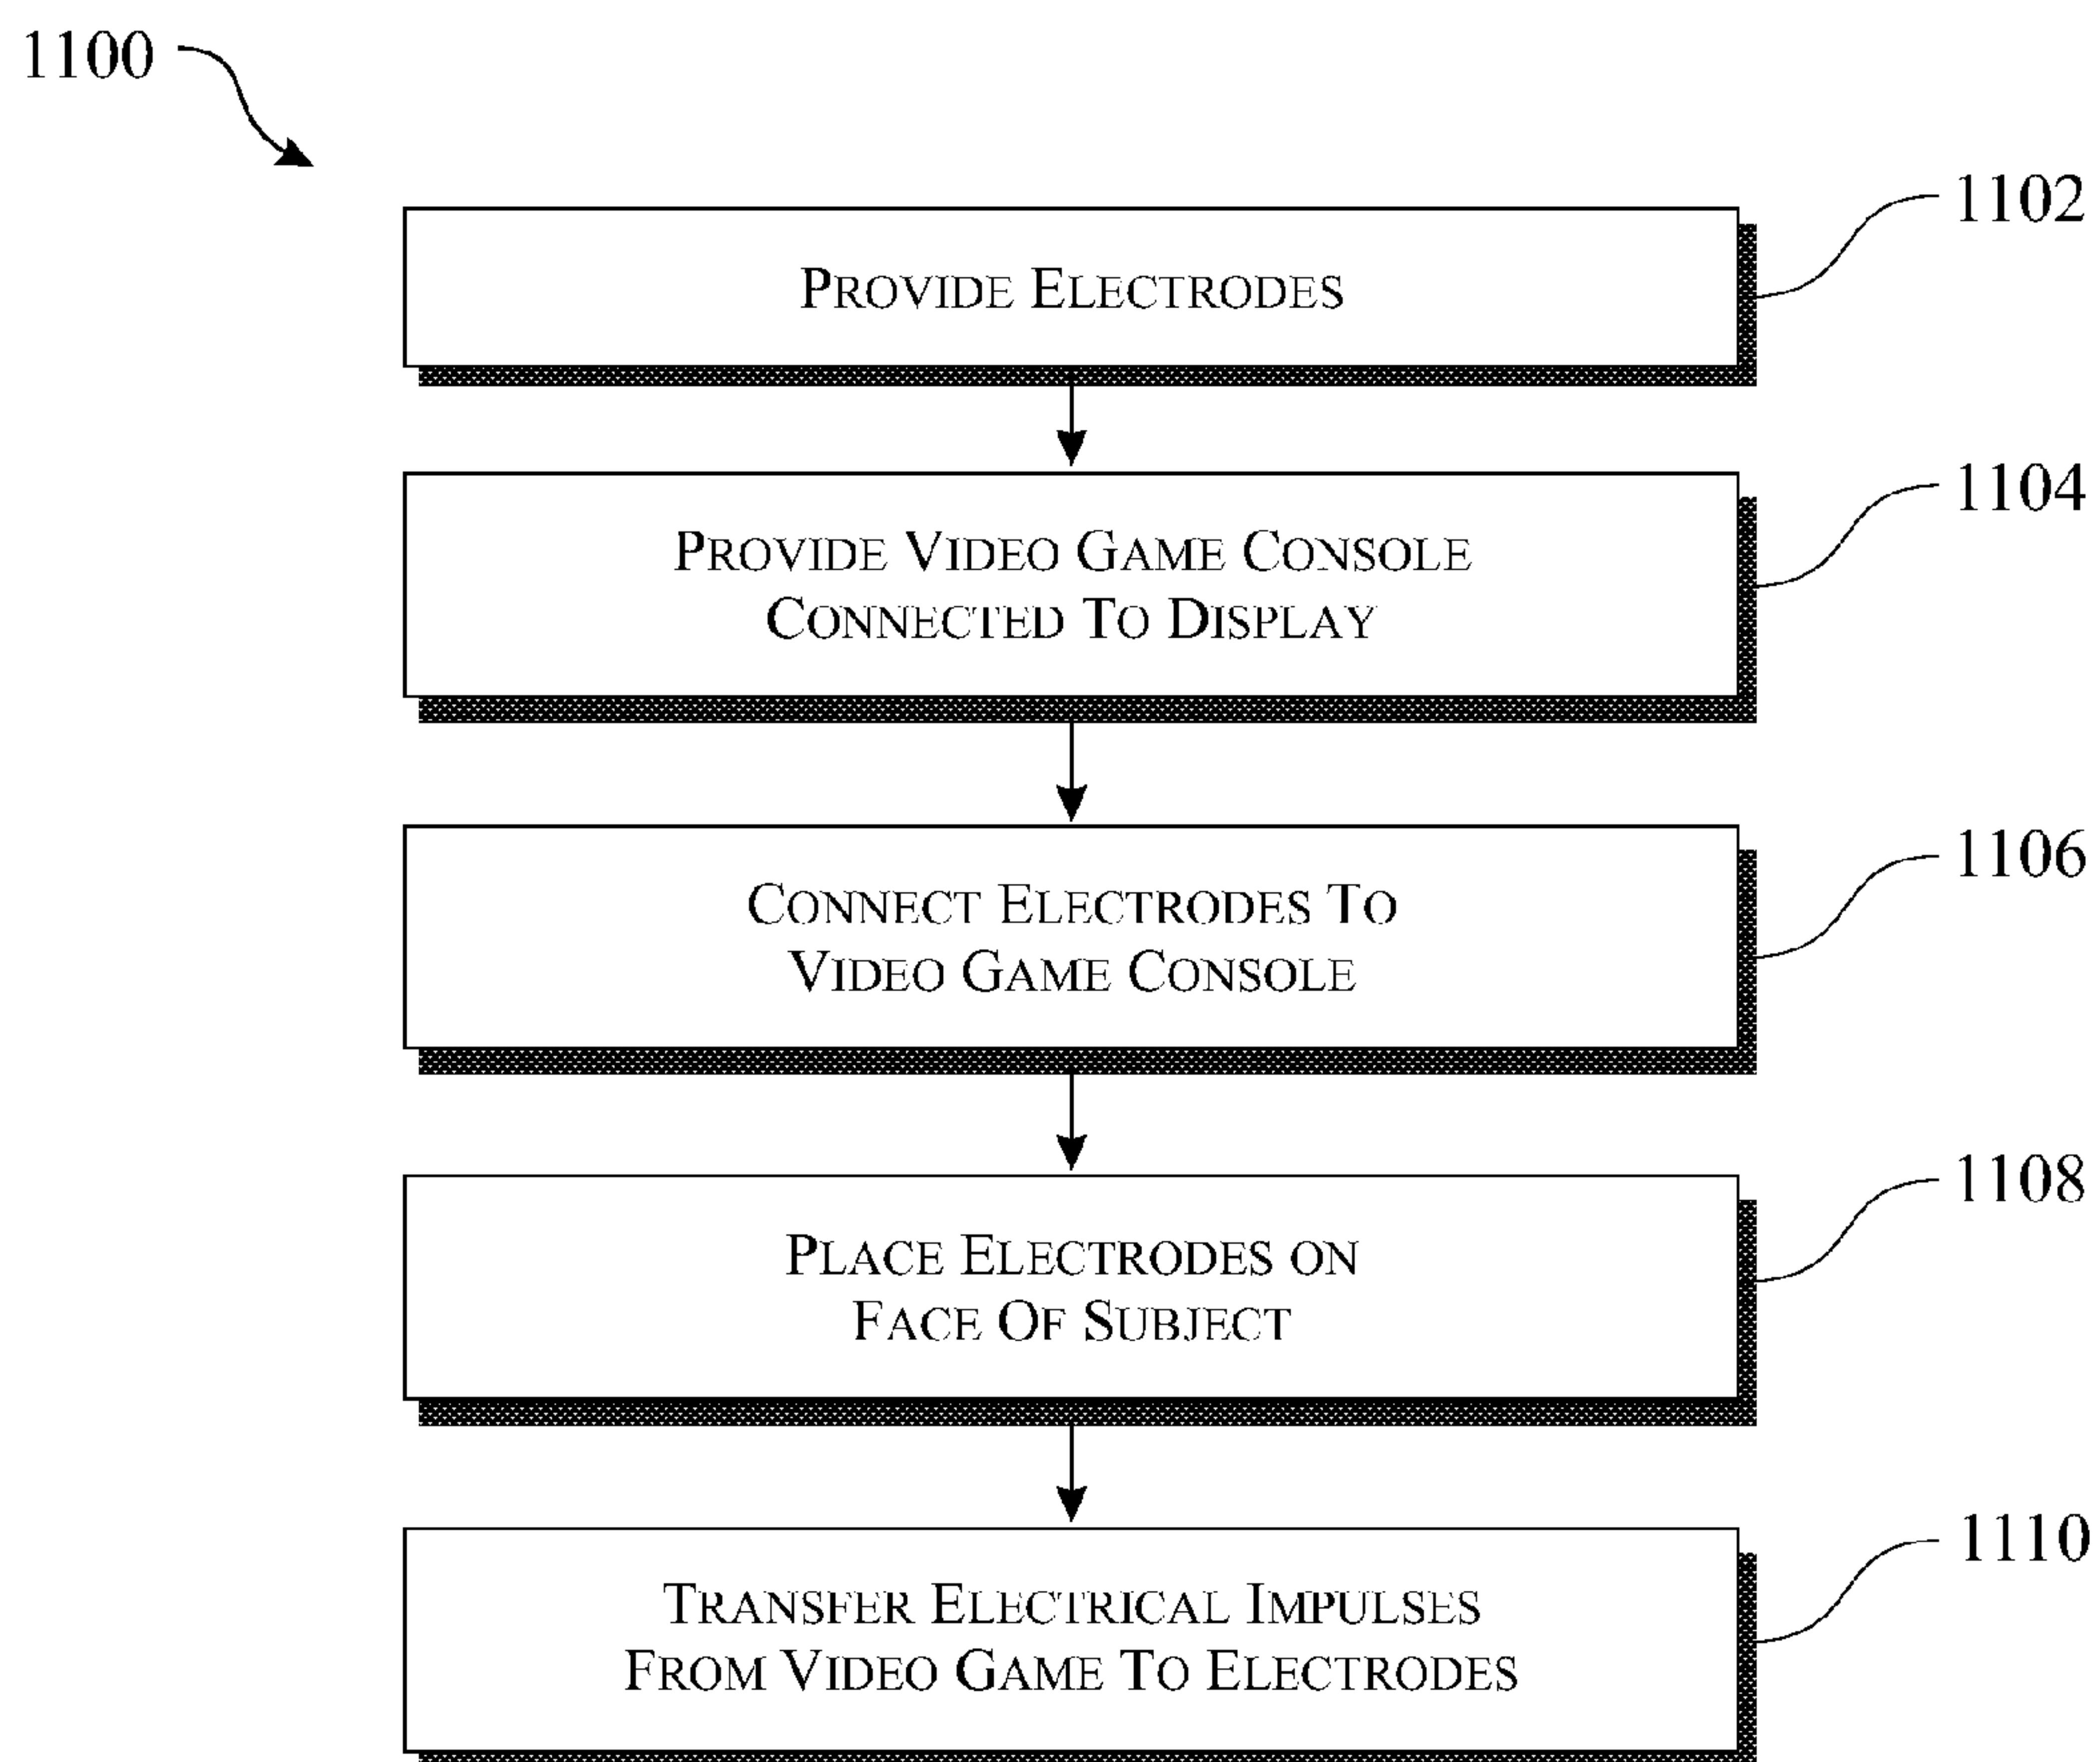 1100
1102
PROVIDE ELECTRODES
1104
PROVIDE VIDEO GAME CONSOLE
CONNECTED TO DISPLAY
1106
CONNECT ELECTRODES TO
VIDEO GAME CONSOLE
1108
PLACE ELECTRODES ON
FACE OF SUBJECT
1110
TRANSFER ELECTRICAL IMPULSES
FROM VIDEO GAME TO ELECTRODES